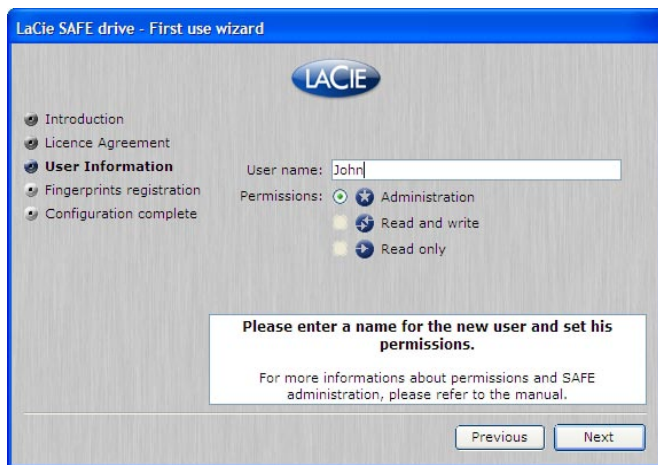 LaCie SAFE drive - First use wizard
LACIE
Introduction
Licence Agreement
User Information
Fingerprints registration
Configuration complete
User name: John
Permissions: Administration
Read and write
Read only
Please enter a name for the new user and set his
permissions.
For more informations about permissions and SAFE
administration, please refer to the manual.
Previous Next